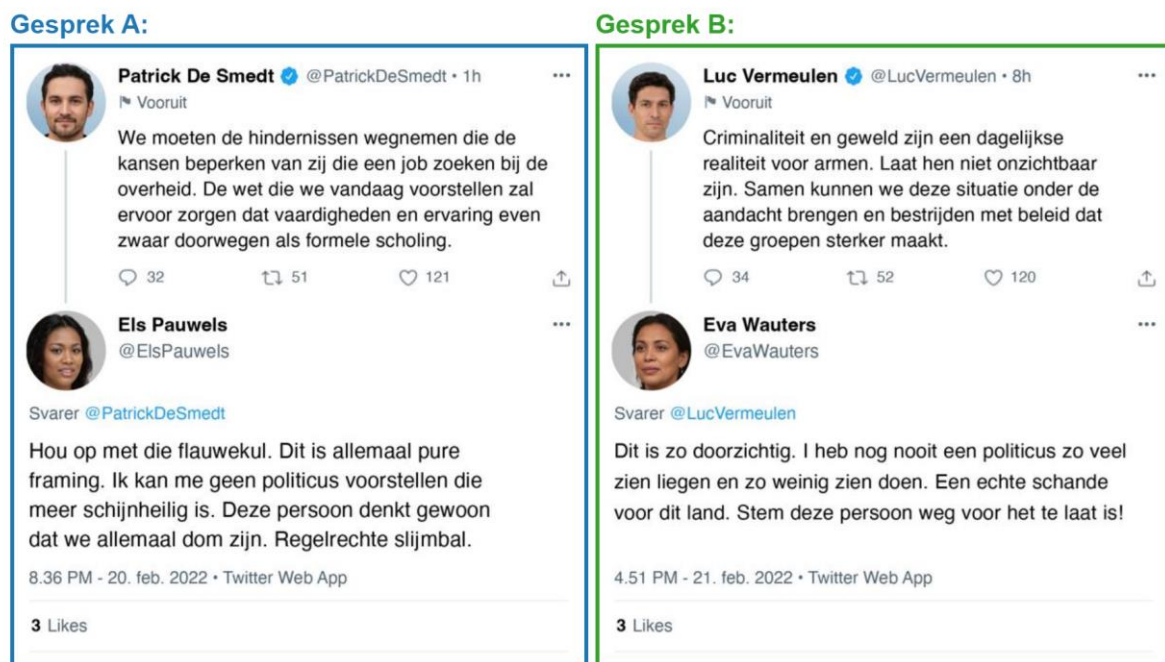 Gesprek A:
Patrick De Smedt @PatrickDeSmedt • 1h
Vooruit
We moeten de hindernissen wegnemen die de
kansen beperken van zij die een job zoeken bij de
overheid. De wet die we vandaag voorstellen zal
ervoor zorgen dat vaardigheden en ervaring even
zwaar doorwegen als formele scholing.
32 51 121
Els Pauwels
@ElsPauwels
Svarer @PatrickDeSmedt
Hou op met die flauwekul. Dit is allemaal pure
framing. Ik kan me geen politicus voorstellen die
meer schijnheilig is. Deze persoon denkt gewoon
dat we allemaal dom zijn. Regelrechte slijmbal.
8.36 PM - 20. feb. 2022 • Twitter Web App
3 Likes
Gesprek B:
Luc Vermeulen @LucVermeulen • 8h
Vooruit
Criminaliteit en geweld zijn een dagelijkse
realiteit voor armen. Laat hen niet onzichtbaar
zijn. Samen kunnen we deze situatie onder de
aandacht brengen en bestrijden met beleid dat
deze groepen sterker maakt.
34 52 120
Eva Wauters
@EvaWauters
Svarer @LucVermeulen
Dit is zo doorzichtig. I heb nog nooit een politicus zo veel
zien liegen en zo weinig zien doen. Een echte schande
voor dit land. Stem deze persoon weg voor het te laat is!
4.51 PM - 21. feb. 2022 • Twitter Web App
3 Likes